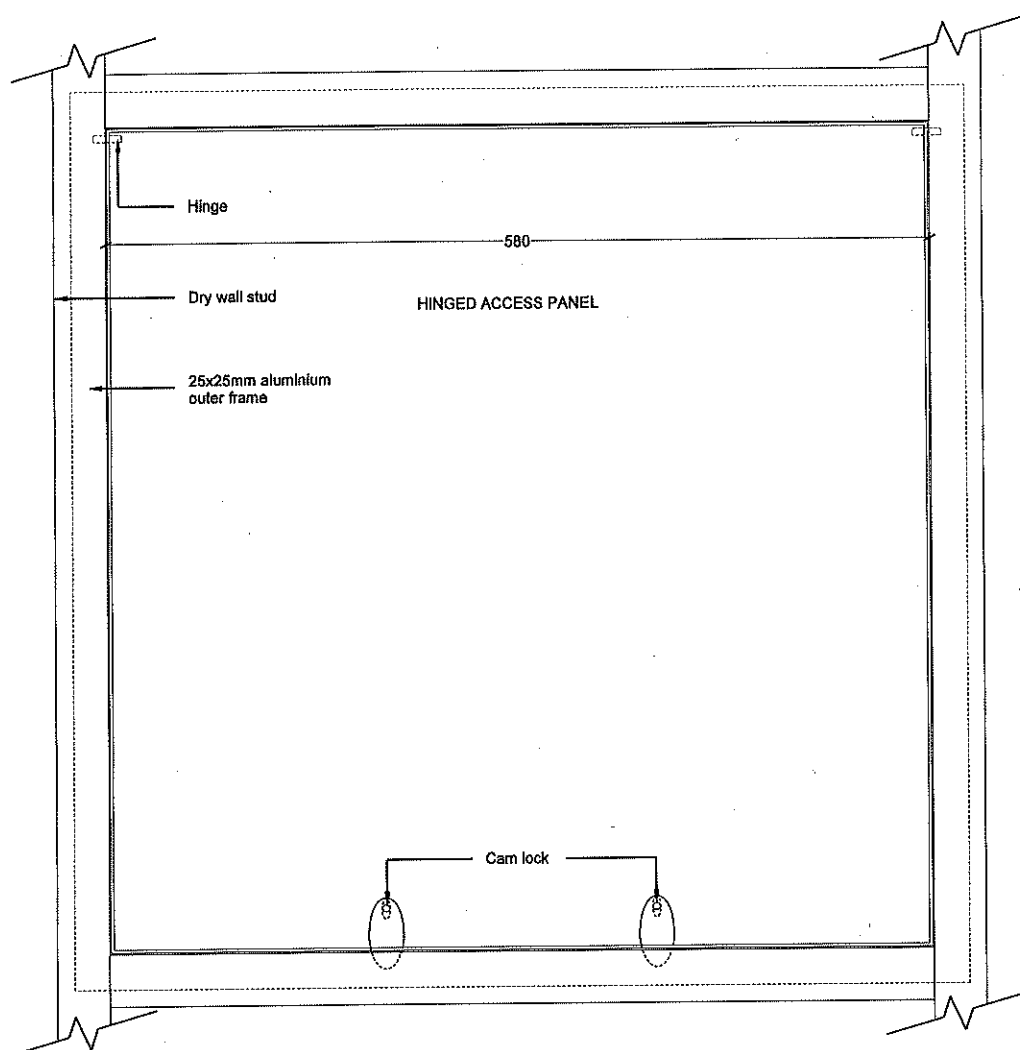 Hinge
580
Dry wall stud
HINGED ACCESS PANEL
25x25mm aluminium
outer frame
Cam lock